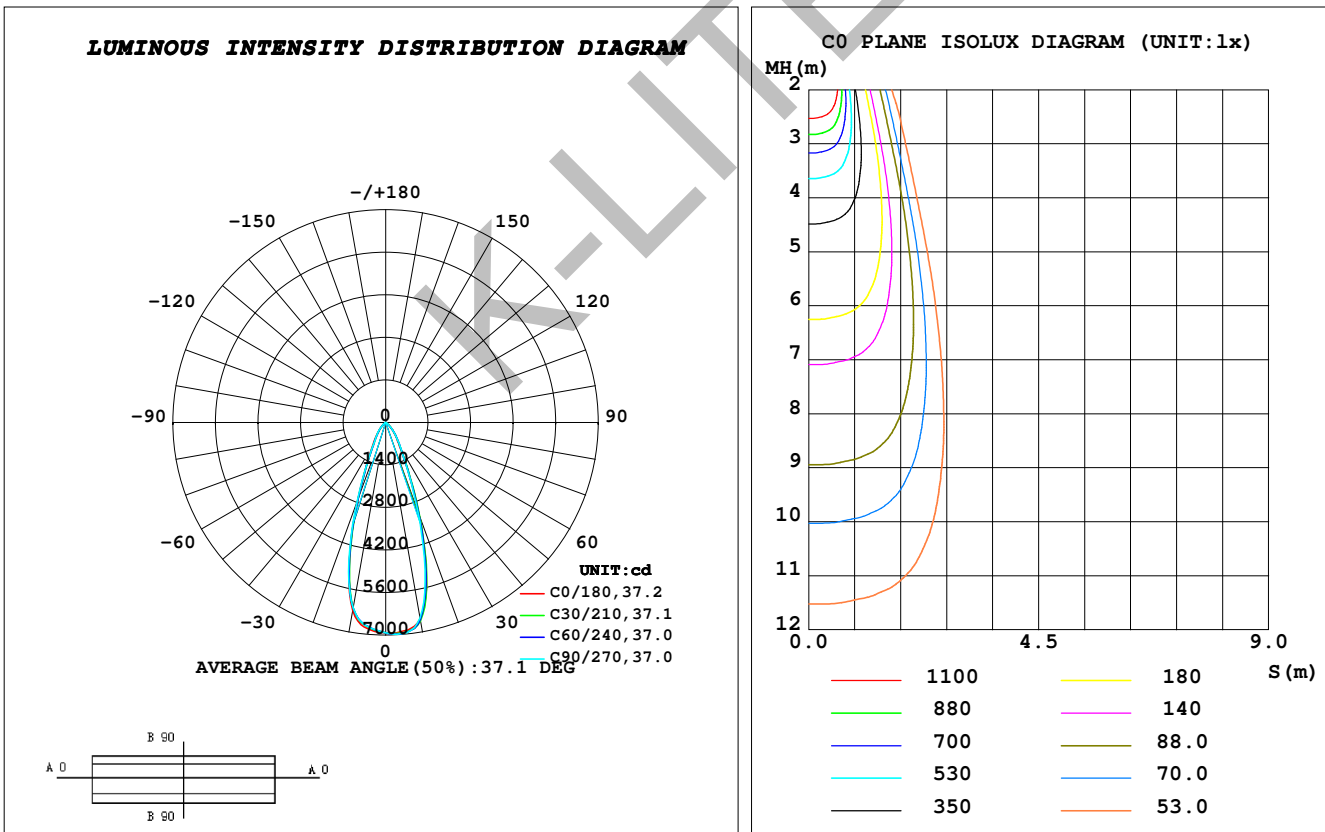 LUMINOUS INTENSITY DISTRIBUTION DIAGRAM
-/+180
-150
150
-120
120
-90
90
-60
60
-30
30
0
0
1400
2800
4200
5600
7000
UNIT:cd
C0/180,37.2
C30/210,37.1
C60/240,37.0
C90/270,37.0
AVERAGE BEAM ANGLE(50%):37.1 DEG
B 90
A 0
A 0
B 90
K-LITE
C0 PLANE ISOLUX DIAGRAM (UNIT:lx)
MH(m)
2
3
4
5
6
7
8
9
10
11
12
0.0
4.5
9.0
S(m)
1100
180
880
140
700
88.0
530
70.0
350
53.0